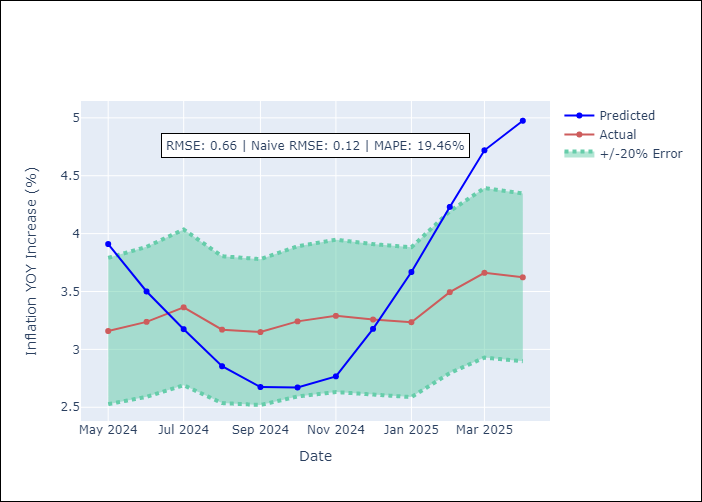 RMSE: 0.66 | Naive RMSE: 0.12 | MAPE: 19.46%
Predicted
Actual
+/-20% Error
Inflation YOY Increase (%)
5
4.5
4
3.5
3
2.5
May 2024
Jul 2024
Sep 2024
Nov 2024
Jan 2025
Mar 2025
Date